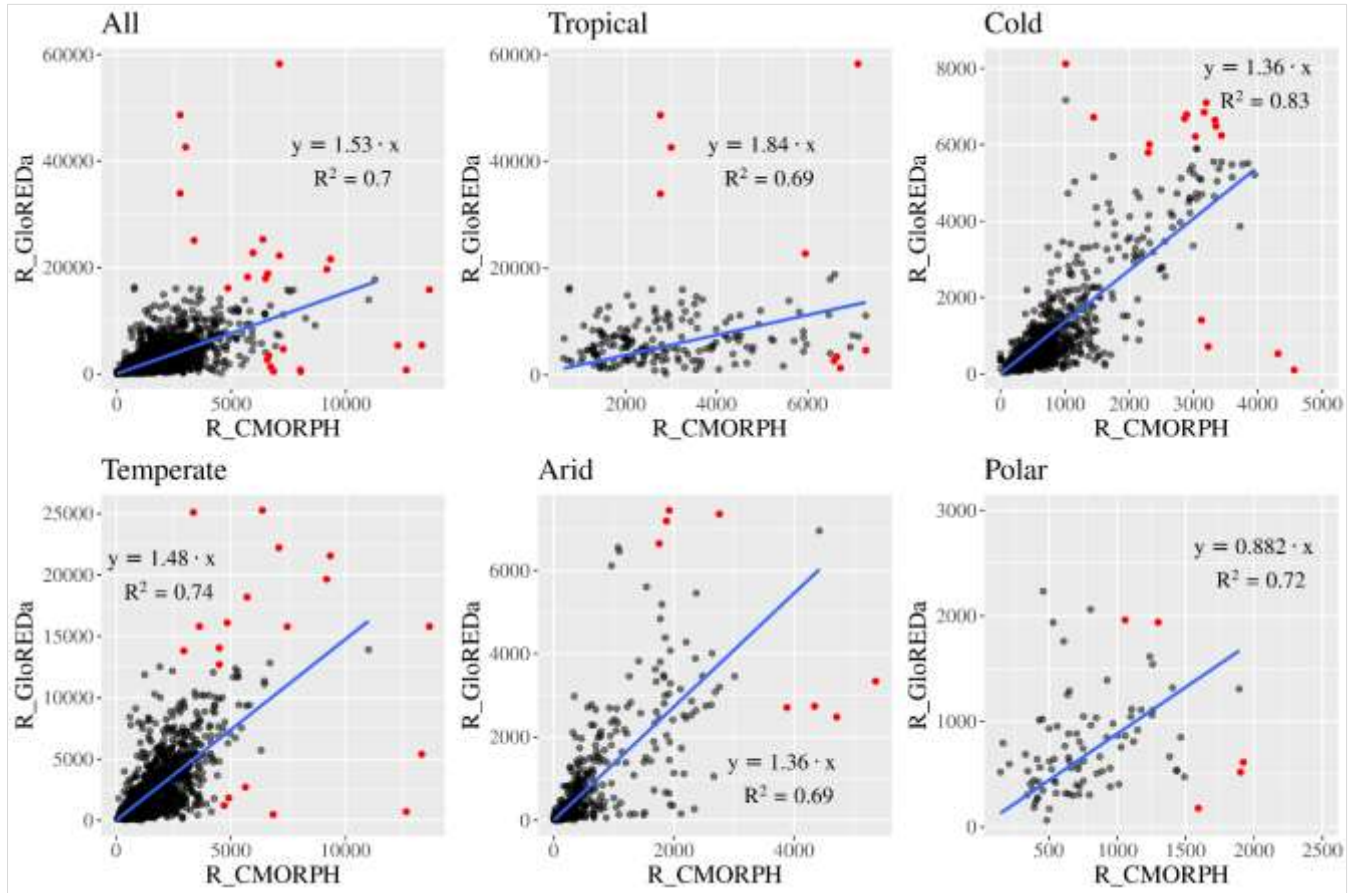 All
60000
40000
20000
0
R_GloREDa
y = 1.53 · x
R² = 0.7
0 5000 10000
R_CMORPH
Tropical
60000
40000
20000
0
R_GloREDa
y = 1.84 · x
R² = 0.69
2000 4000 6000
R_CMORPH
Cold
8000
6000
4000
2000
0
R_GloREDa
y = 1.36 · x
R² = 0.83
0 1000 2000 3000 4000 5000
R_CMORPH
Temperate
25000
20000
15000
10000
5000
0
R_GloREDa
y = 1.48 · x
R² = 0.74
0 5000 10000
R_CMORPH
Arid
6000
4000
2000
0
R_GloREDa
y = 1.36 · x
R² = 0.69
0 2000 4000
R_CMORPH
Polar
3000
2000
1000
0
R_GloREDa
y = 0.882 · x
R² = 0.72
500 1000 1500 2000 2500
R_CMORPH